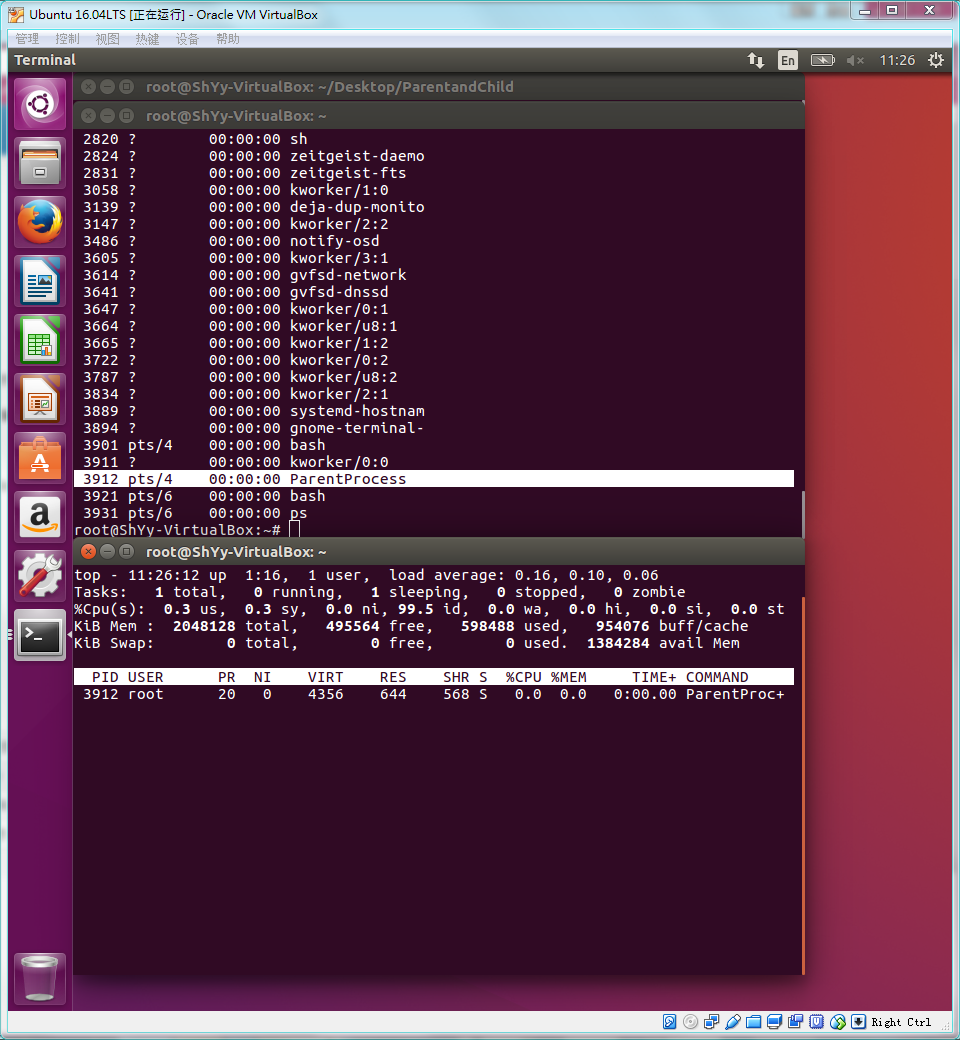 Ubuntu 16.04LTS [正在运行] - Oracle VM VirtualBox
管理 控制 视图 热键 设备 帮助
Terminal En 11:26
root@ShYy-VirtualBox: ~/Desktop/ParentandChild
root@ShYy-VirtualBox: ~
2820 ? 00:00:00 sh
2824 ? 00:00:00 zeitgeist-daemo
2831 ? 00:00:00 zeitgeist-fts
3058 ? 00:00:00 kworker/1:0
3139 ? 00:00:00 deja-dup-monito
3147 ? 00:00:00 kworker/2:2
3486 ? 00:00:00 notify-osd
3605 ? 00:00:00 kworker/3:1
3614 ? 00:00:00 gvfsd-network
3641 ? 00:00:00 gvfsd-dnssd
3647 ? 00:00:00 kworker/0:1
3664 ? 00:00:00 kworker/u8:1
3665 ? 00:00:00 kworker/1:2
3722 ? 00:00:00 kworker/0:2
3787 ? 00:00:00 kworker/u8:2
3834 ? 00:00:00 kworker/2:1
3889 ? 00:00:00 systemd-hostnam
3894 ? 00:00:00 gnome-terminal-
3901 pts/4 00:00:00 bash
3911 ? 00:00:00 kworker/0:0
3912 pts/4 00:00:00 ParentProcess
3921 pts/6 00:00:00 bash
3931 pts/6 00:00:00 ps
root@ShYy-VirtualBox:~#
root@ShYy-VirtualBox: ~
top - 11:26:12 up 1:16, 1 user, load average: 0.16, 0.10, 0.06
Tasks: 1 total, 0 running, 1 sleeping, 0 stopped, 0 zombie
%Cpu(s): 0.3 us, 0.3 sy, 0.0 ni, 99.5 id, 0.0 wa, 0.0 hi, 0.0 si, 0.0 st
KiB Mem : 2048128 total, 495564 free, 598488 used, 954076 buff/cache
KiB Swap: 0 total, 0 free, 0 used. 1384284 avail Mem
PID USER PR NI VIRT RES SHR S %CPU %MEM TIME+ COMMAND
3912 root 20 0 4356 644 568 S 0.0 0.0 0:00.00 ParentProc+
Right Ctrl